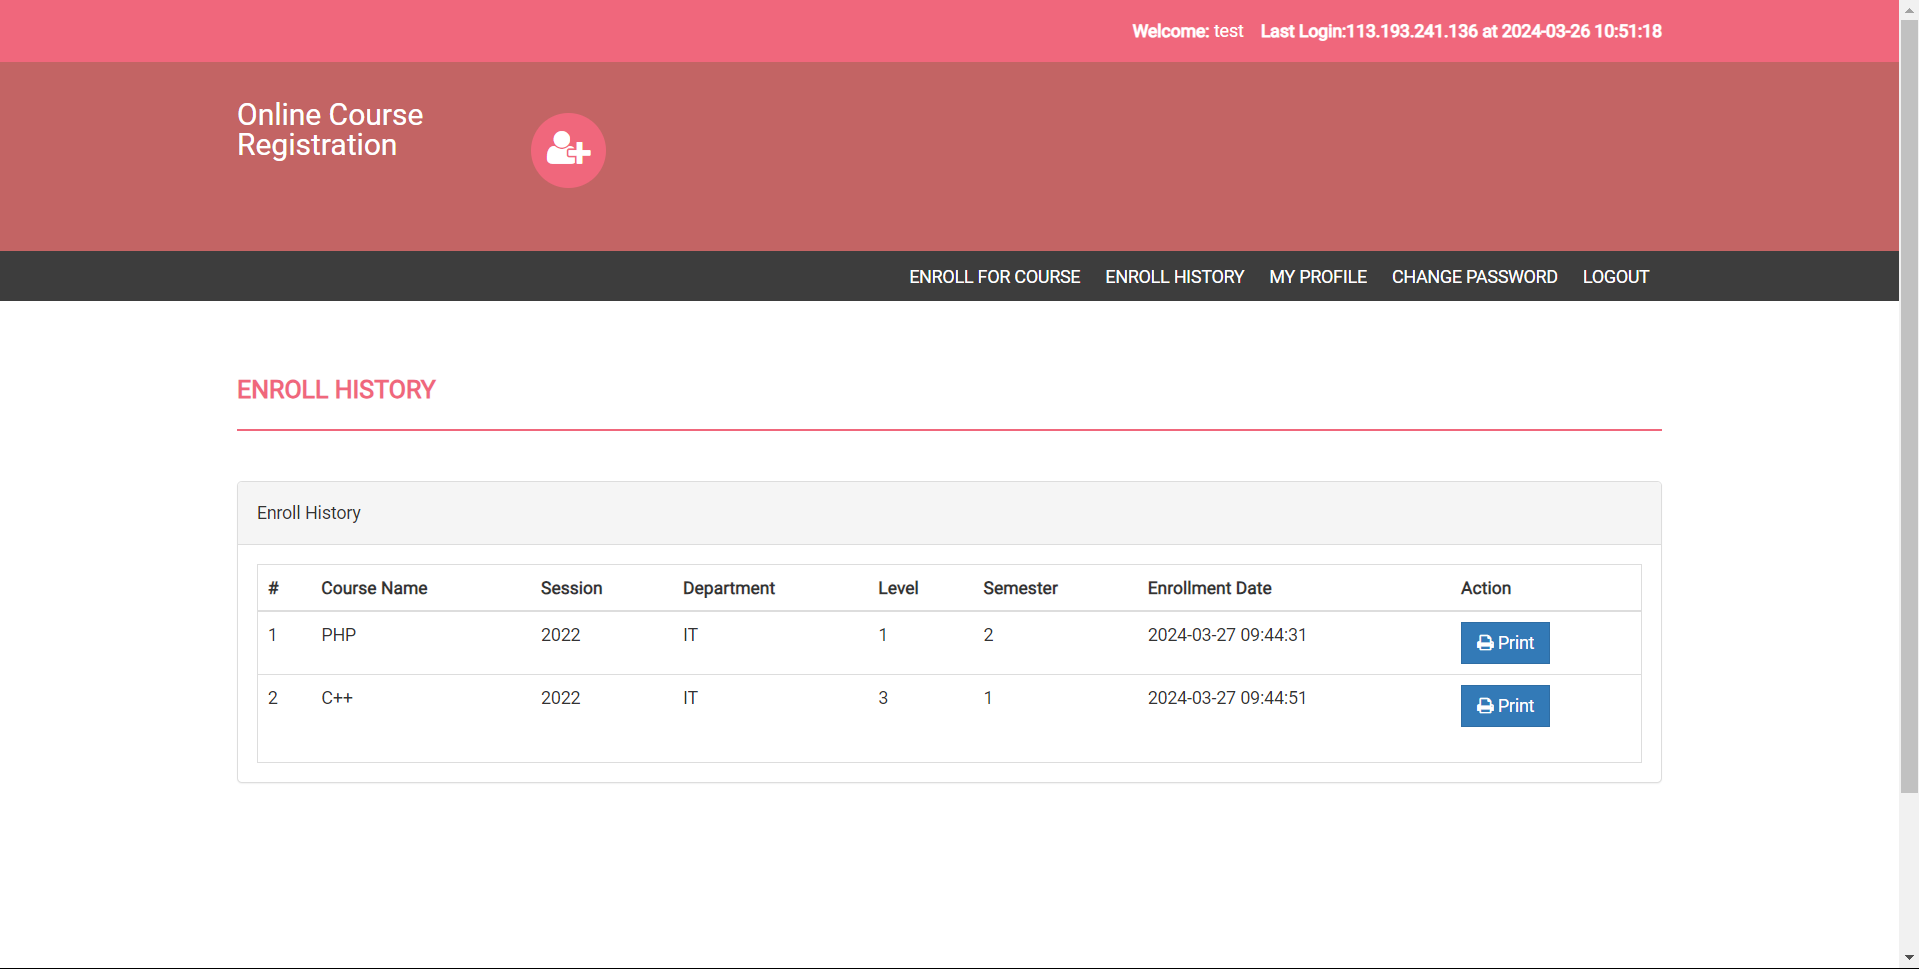 Welcome: test Last Login:113.193.241.136 at 2024-03-26 10:51:18
Online Course
Registration
ENROLL FOR COURSE ENROLL HISTORY MY PROFILE CHANGE PASSWORD LOGOUT
ENROLL HISTORY
Enroll History
# Course Name Session Department Level Semester Enrollment Date Action
1 PHP 2022 IT 1 2 2024-03-27 09:44:31 Print
2 C++ 2022 IT 3 1 2024-03-27 09:44:51 Print